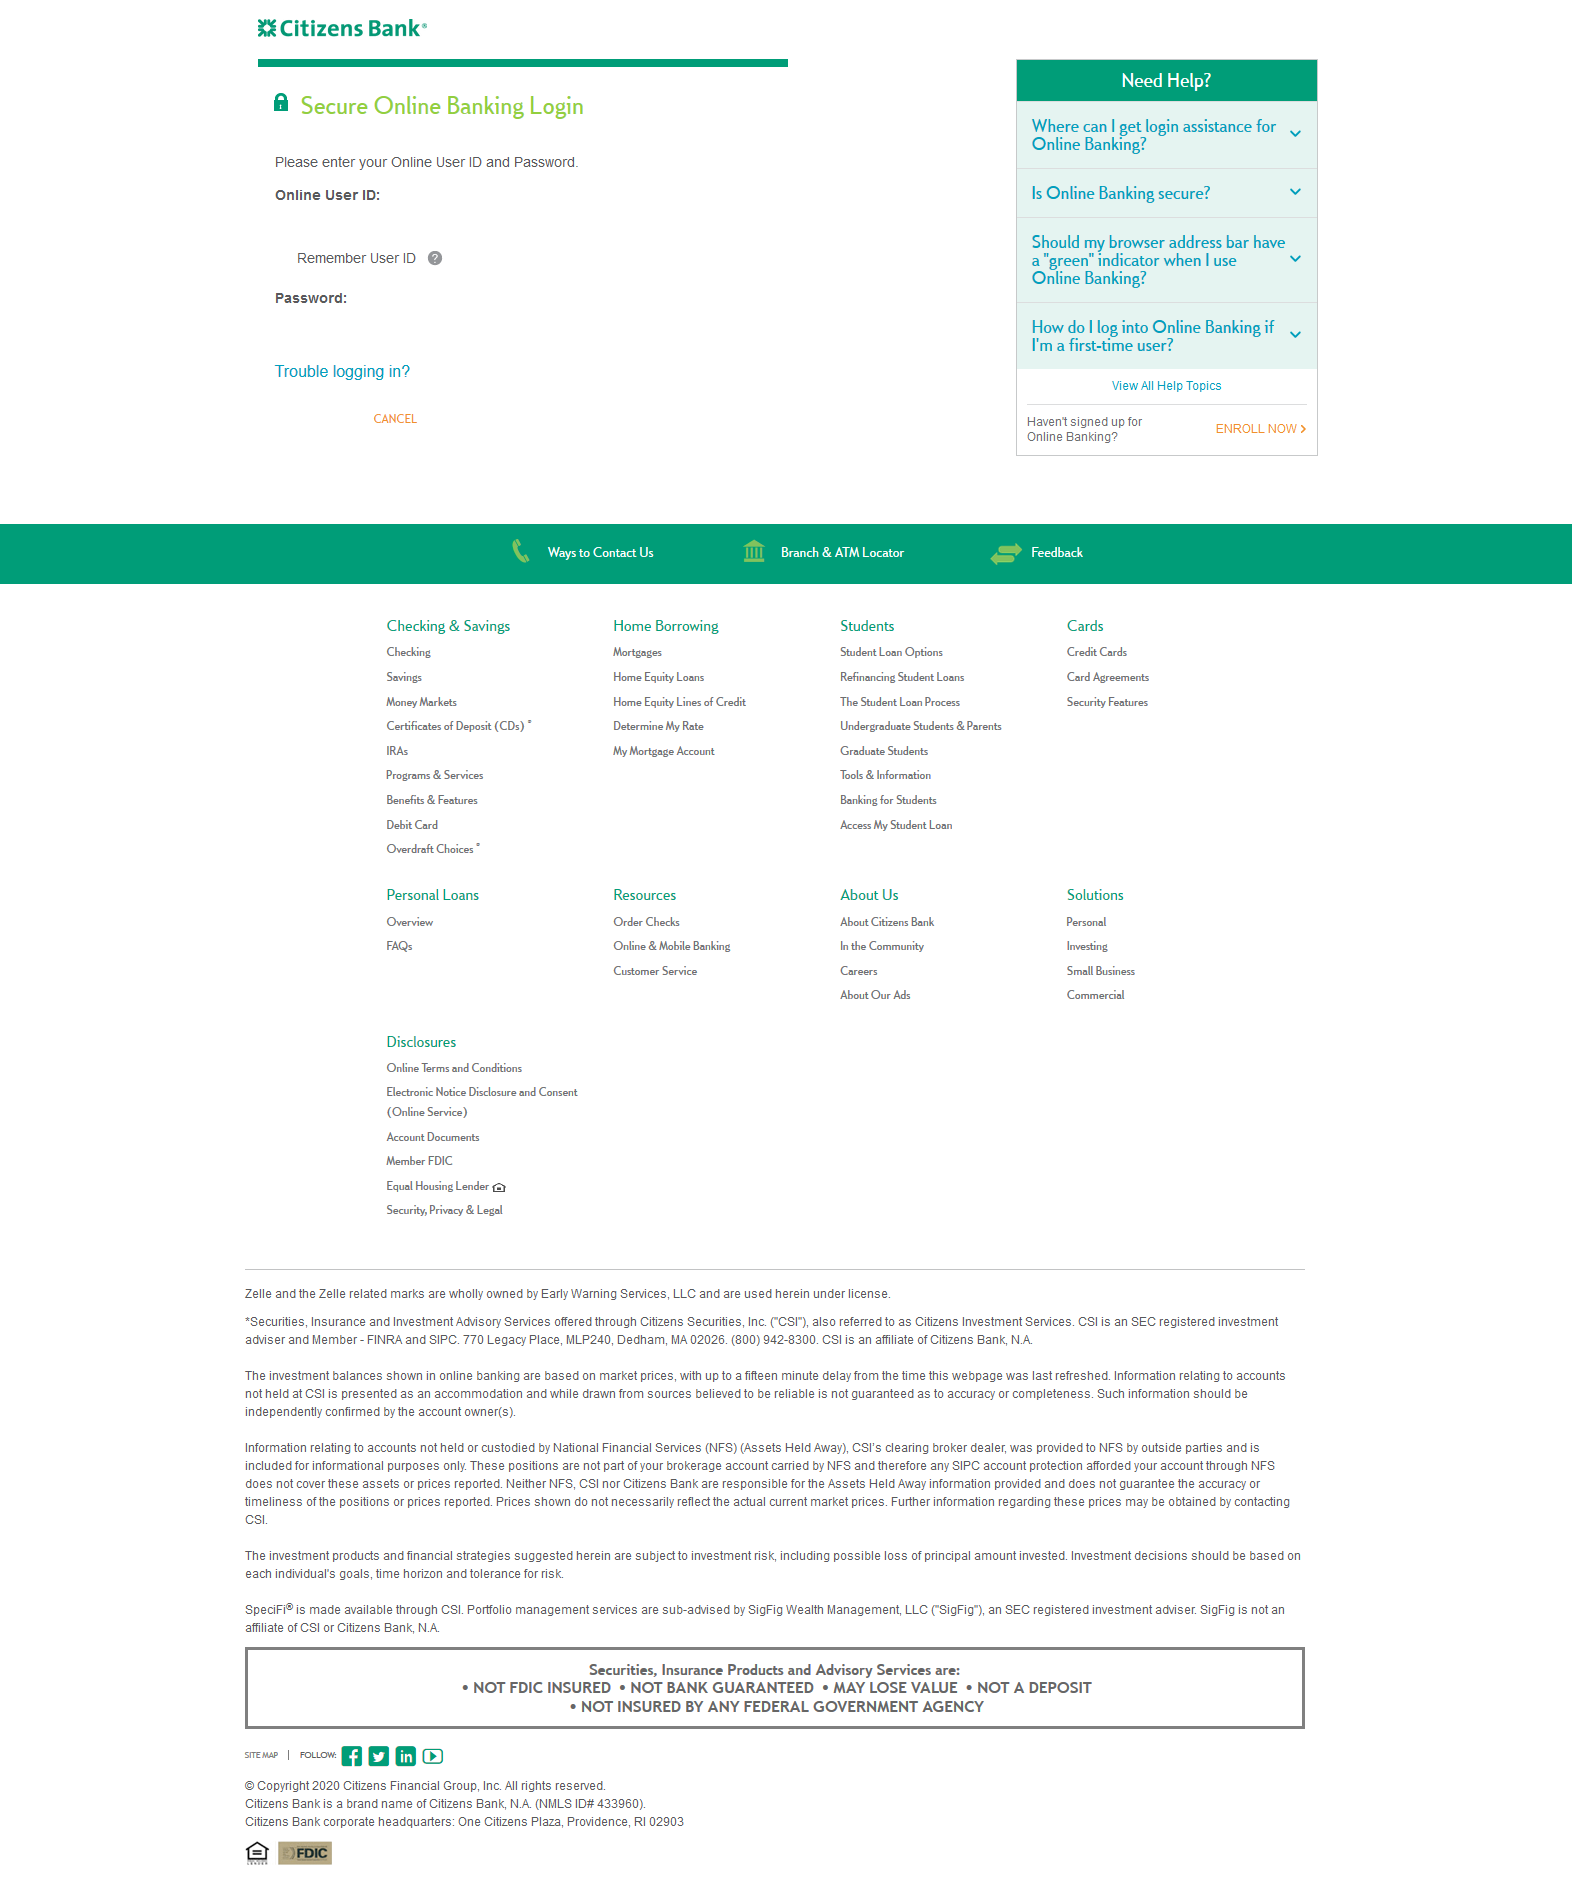 Citizens Bank®
Secure Online Banking Login
Please enter your Online User ID and Password.
Online User ID:
Remember User ID ?
Password:
Trouble logging in?
CANCEL
Need Help?
Where can I get login assistance for
Online Banking?
Is Online Banking secure?
Should my browser address bar have
a "green" indicator when I use
Online Banking?
How do I log into Online Banking if
I'm a first-time user?
View All Help Topics
Haven't signed up for
Online Banking?
ENROLL NOW
Ways to Contact Us
Branch & ATM Locator
Feedback
Checking & Savings
Checking
Savings
Money Markets
Certificates of Deposit (CDs) *
IRAs
Programs & Services
Benefits & Features
Debit Card
Overdraft Choices *
Home Borrowing
Mortgages
Home Equity Loans
Home Equity Lines of Credit
Determine My Rate
My Mortgage Account
Students
Student Loan Options
Refinancing Student Loans
The Student Loan Process
Undergraduate Students & Parents
Graduate Students
Tools & Information
Banking for Students
Access My Student Loan
Cards
Credit Cards
Card Agreements
Security Features
Personal Loans
Overview
FAQs
Resources
Order Checks
Online & Mobile Banking
Customer Service
About Us
About Citizens Bank
In the Community
Careers
About Our Ads
Solutions
Personal
Investing
Small Business
Commercial
Disclosures
Online Terms and Conditions
Electronic Notice Disclosure and Consent
(Online Service)
Account Documents
Member FDIC
Equal Housing Lender
Security, Privacy & Legal
Zelle and the Zelle related marks are wholly owned by Early Warning Services, LLC and are used herein under license.
*Securities, Insurance and Investment Advisory Services offered through Citizens Securities, Inc. ("CSI"), also referred to as Citizens Investment Services. CSI is an SEC registered investment
adviser and Member - FINRA and SIPC. 770 Legacy Place, MLP240, Dedham, MA 02026. (800) 942-8300. CSI is an affiliate of Citizens Bank, N.A.
The investment balances shown in online banking are based on market prices, with up to a fifteen minute delay from the time this webpage was last refreshed. Information relating to accounts
not held at CSI is presented as an accommodation and while drawn from sources believed to be reliable is not guaranteed as to accuracy or completeness. Such information should be
independently confirmed by the account owner(s).
Information relating to accounts not held or custodied by National Financial Services (NFS) (Assets Held Away), CSI's clearing broker dealer, was provided to NFS by outside parties and is
included for informational purposes only. These positions are not part of your brokerage account carried by NFS and therefore any SIPC account protection afforded your account through NFS
does not cover these assets or prices reported. Neither NFS, CSI nor Citizens Bank are responsible for the Assets Held Away information provided and does not guarantee the accuracy or
timeliness of the positions or prices reported. Prices shown do not necessarily reflect the actual current market prices. Further information regarding these prices may be obtained by contacting
CSI.
The investment products and financial strategies suggested herein are subject to investment risk, including possible loss of principal amount invested. Investment decisions should be based on
each individual's goals, time horizon and tolerance for risk.
SpeciFi® is made available through CSI. Portfolio management services are sub-advised by SigFig Wealth Management, LLC ("SigFig"), an SEC registered investment adviser. SigFig is not an
affiliate of CSI or Citizens Bank, N.A.
Securities, Insurance Products and Advisory Services are:
• NOT FDIC INSURED • NOT BANK GUARANTEED • MAY LOSE VALUE • NOT A DEPOSIT
• NOT INSURED BY ANY FEDERAL GOVERNMENT AGENCY
SITE MAP | FOLLOW:
© Copyright 2020 Citizens Financial Group, Inc. All rights reserved.
Citizens Bank is a brand name of Citizens Bank, N.A. (NMLS ID# 433960).
Citizens Bank corporate headquarters: One Citizens Plaza, Providence, RI 02903
FDIC